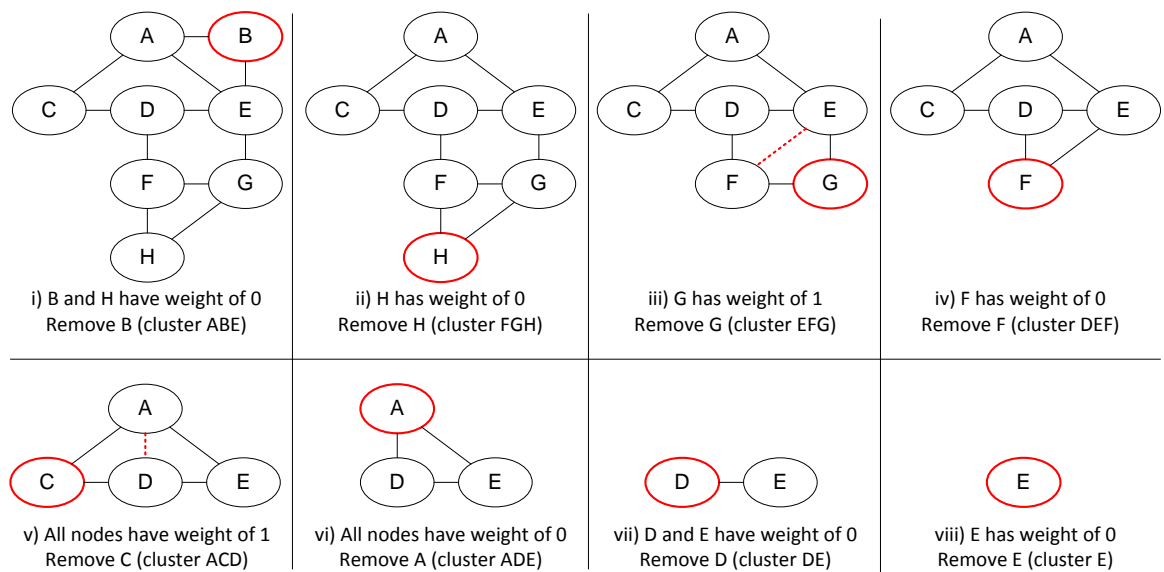 A B
C D E
F G
H
i) B and H have weight of 0
Remove B (cluster ABE)
A
C D E
F G
H
ii) H has weight of 0
Remove H (cluster FGH)
A
C D E
F G
iii) G has weight of 1
Remove G (cluster EFG)
A
C D E
F
iv) F has weight of 0
Remove F (cluster DEF)
A
C D E
v) All nodes have weight of 1
Remove C (cluster ACD)
A
D E
vi) All nodes have weight of 0
Remove A (cluster ADE)
D E
vii) D and E have weight of 0
Remove D (cluster DE)
E
viii) E has weight of 0
Remove E (cluster E)